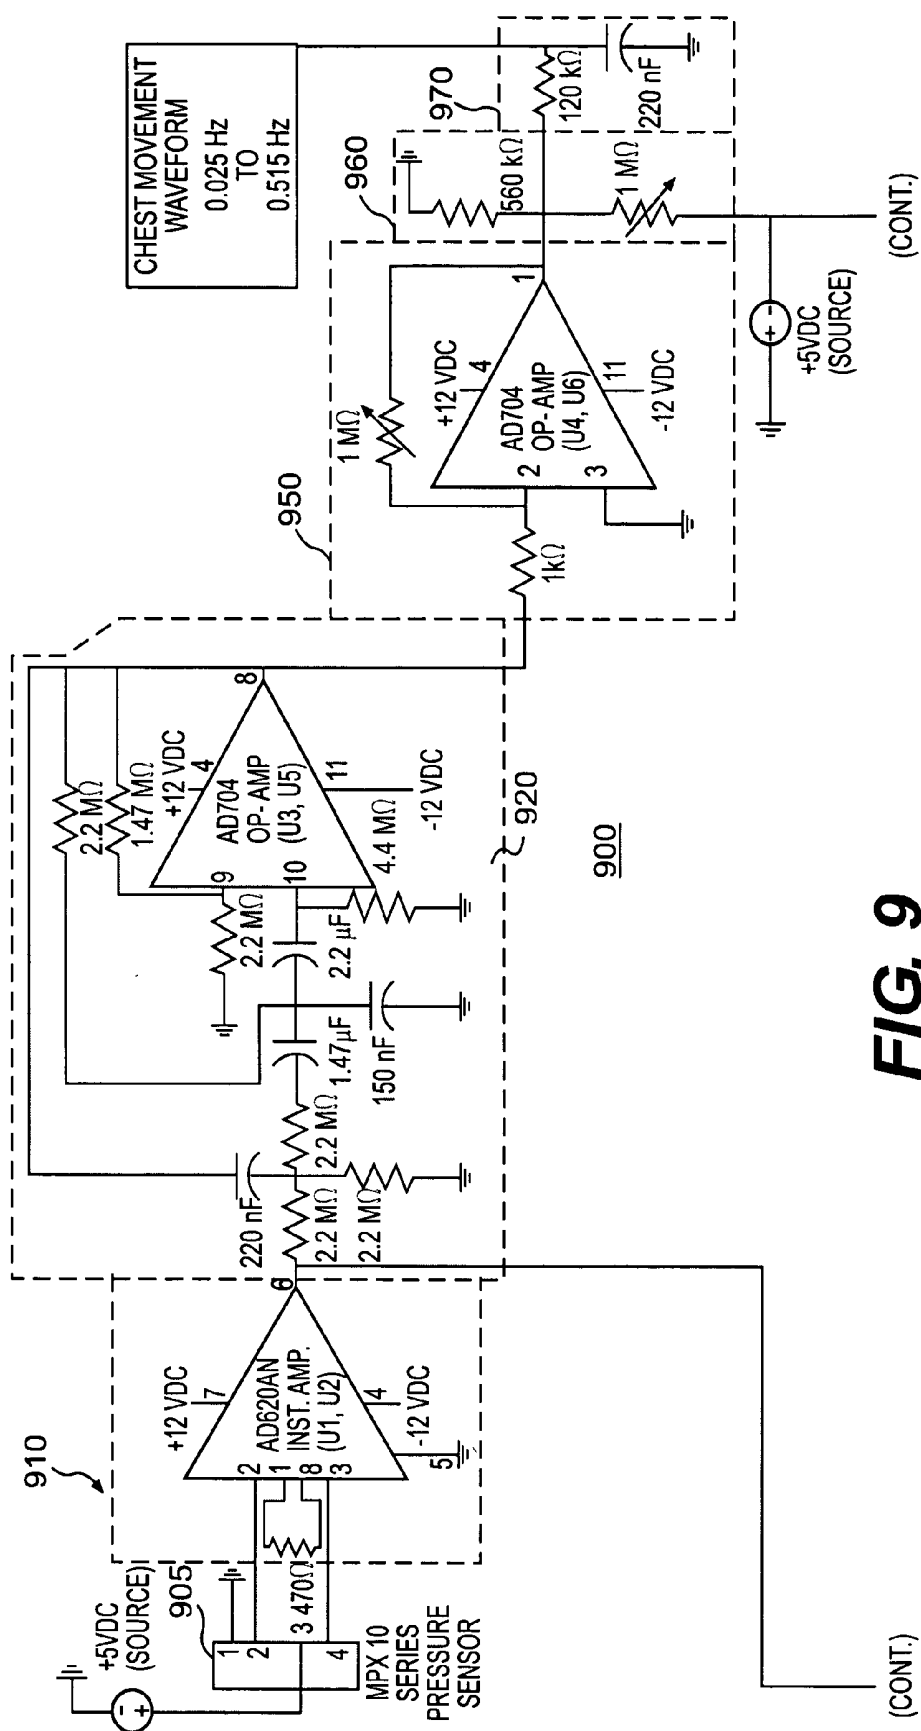 910
905
+5VDC
(SOURCE)
-
+
1
2
3
4
MPX 10
SERIES
PRESSURE
SENSOR
470Ω
+12 VDC
7
2
1
8
3
AD620AN
INST. AMP.
(U1, U2)
6
4
-12 VDC
5
220 nF
2.2 MΩ
2.2 MΩ
2.2 MΩ
1.47µF
150 nF
2.2 µF
2.2 MΩ
4.4 MΩ
2.2 MΩ
1.47 MΩ
+12 VDC
4
9
10
AD704
OP-AMP
(U3, U5)
8
11
-12 VDC
920
950
1kΩ
1 MΩ
+12 VDC
4
2
3
AD704
OP-AMP
(U4, U6)
1
11
-12 VDC
960
560 kΩ
1 MΩ
970
120 kΩ
220 nF
CHEST MOVEMENT
WAVEFORM
0.025 Hz
TO
0.515 Hz
+
-
+5VDC
(SOURCE)
(CONT.)
(CONT.)
900
FIG. 9